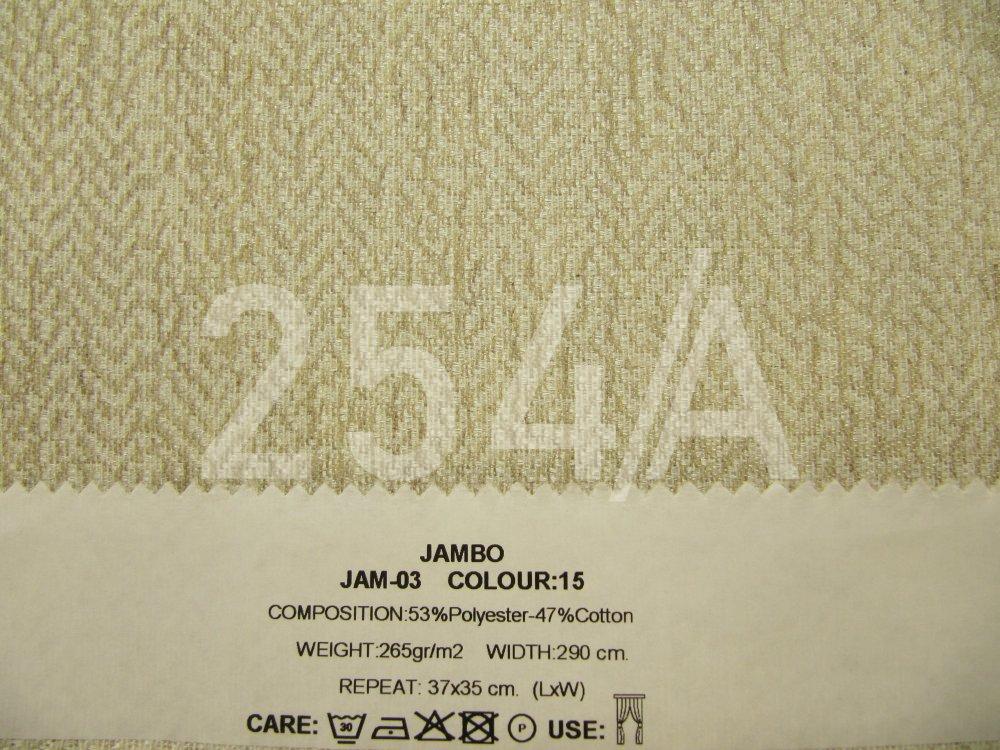 254/A
JAMBO
JAM-03 COLOUR:15
COMPOSITION:53%Polyester-47%Cotton
WEIGHT:265gr/m2 WIDTH:290 cm.
REPEAT: 37x35 cm. (LxW)
CARE: 30 P USE: